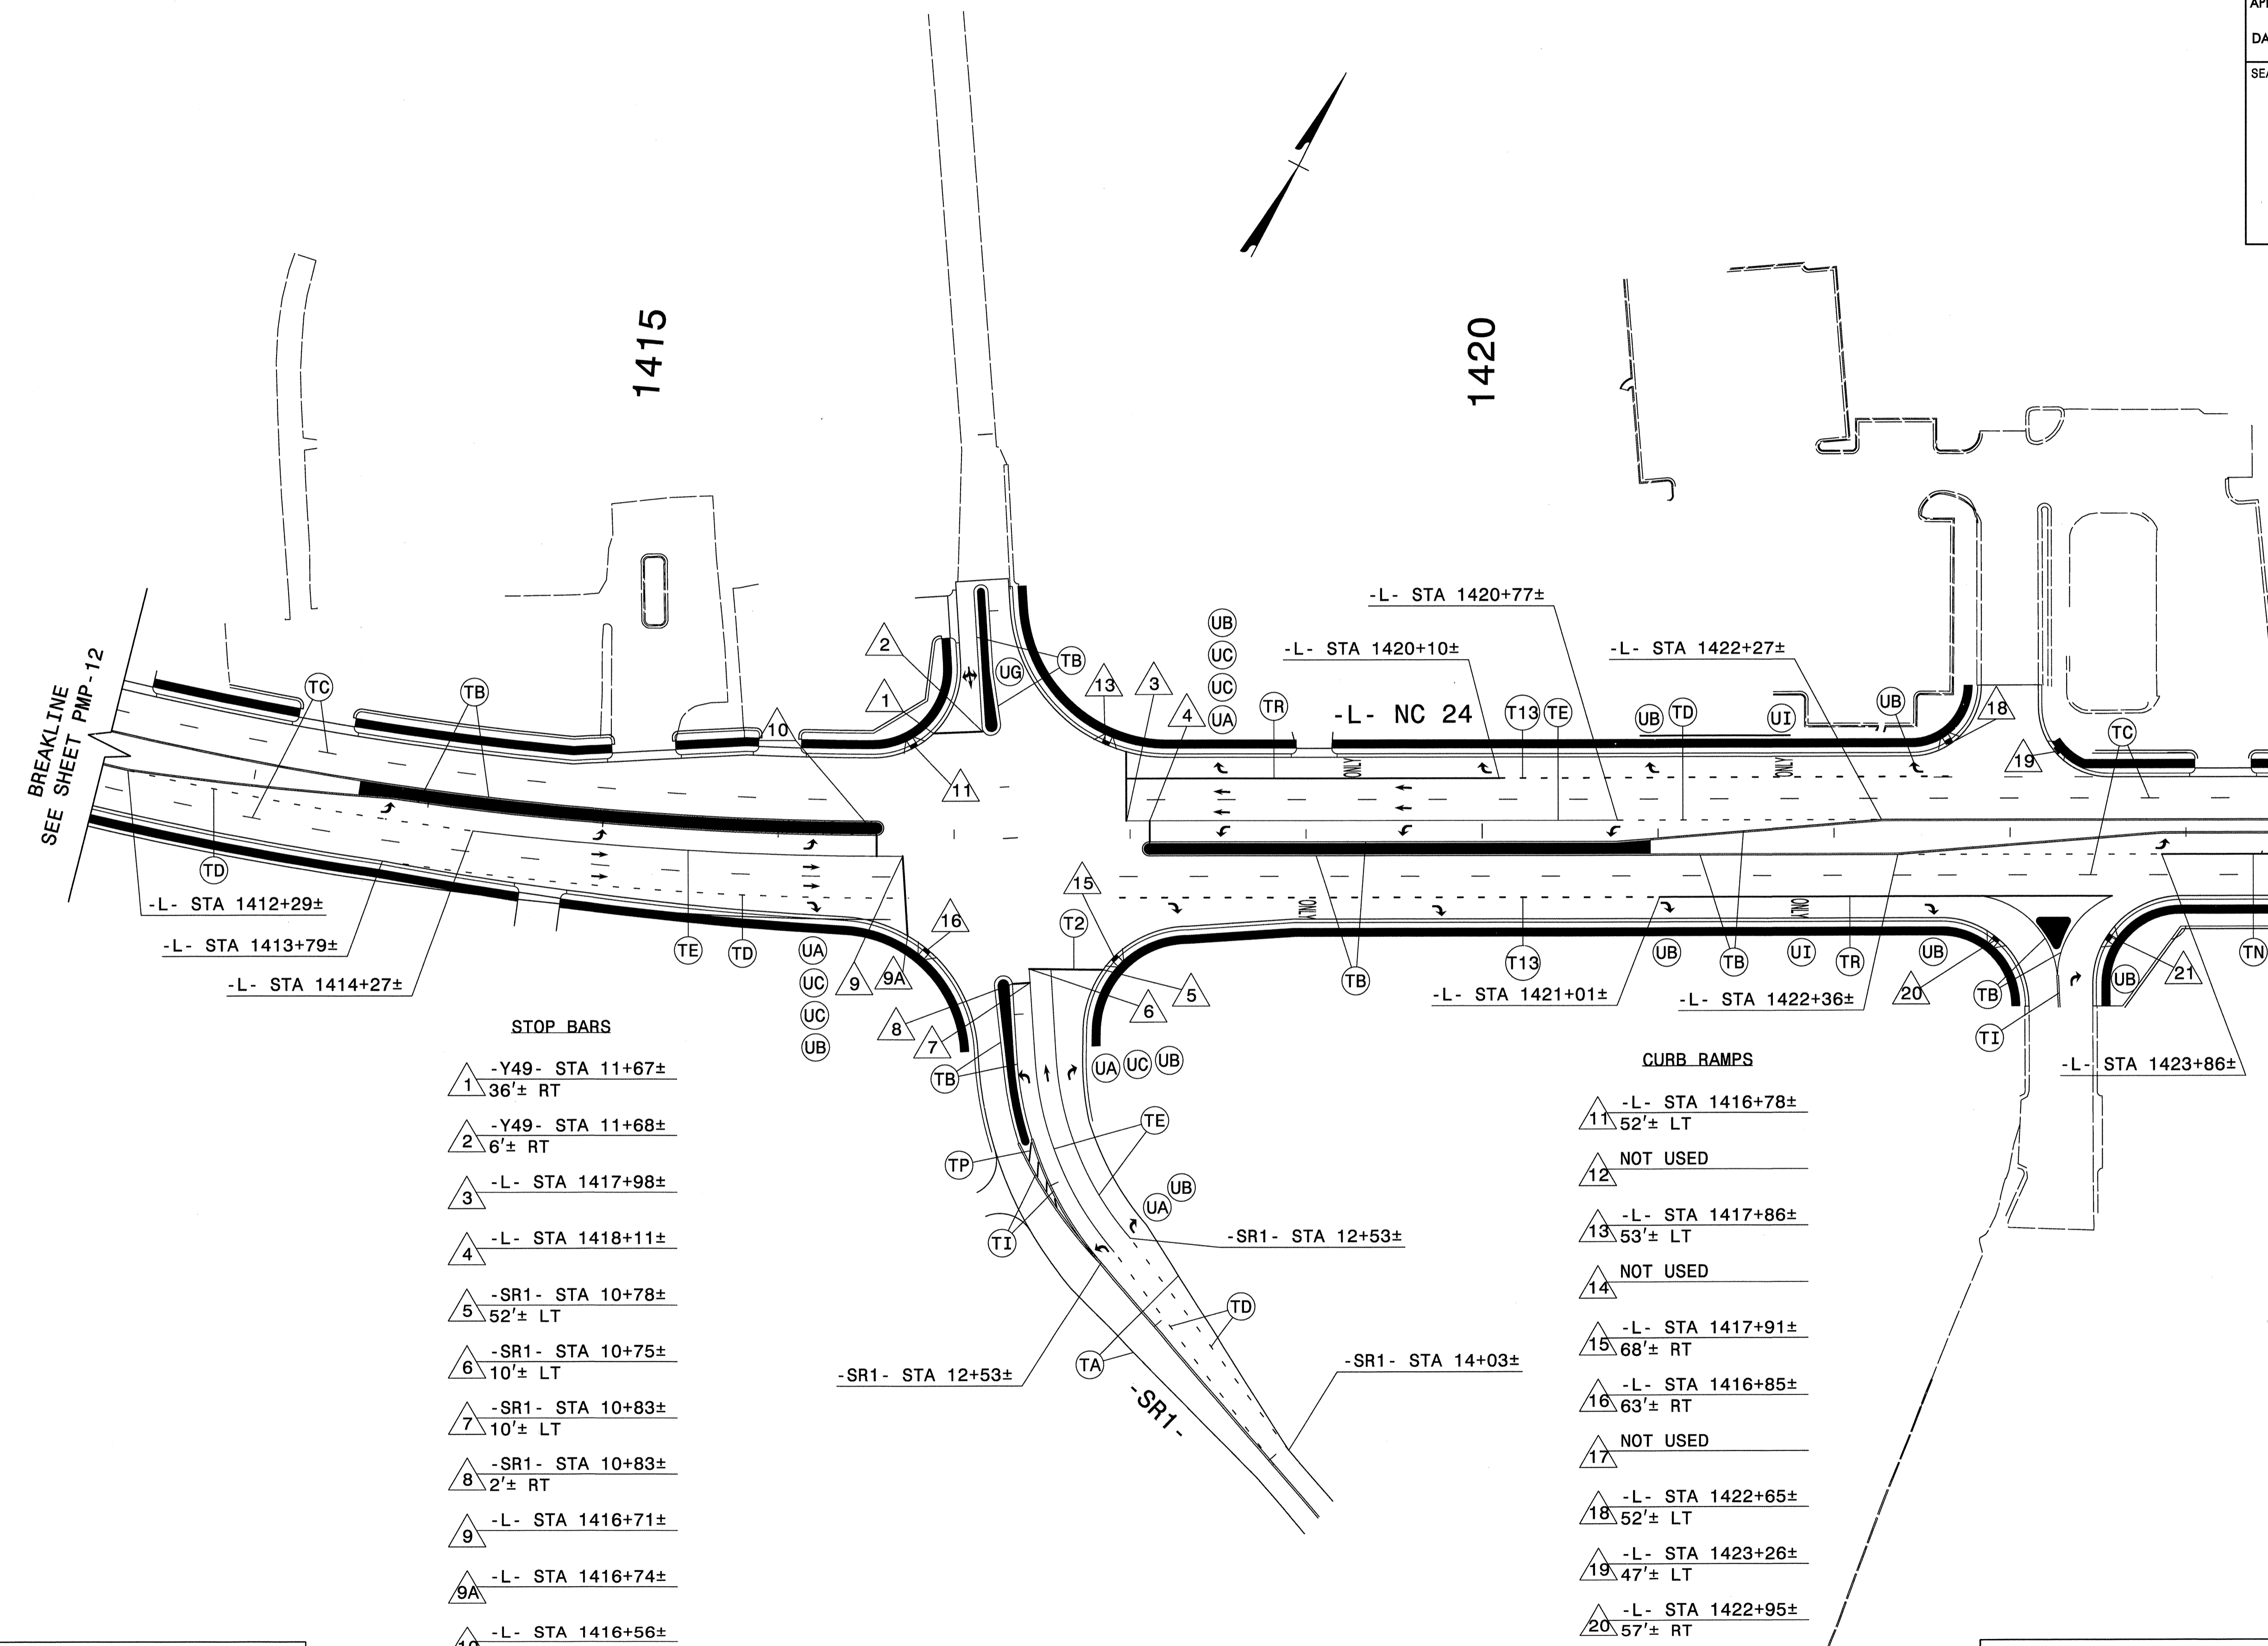 AP
DA
SEA
1415
1420
BREAKLINE
SEE SHEET PMP-12
-L- STA 1420+77±
-L- STA 1420+10±
-L- STA 1422+27±
-L- NC 24
2
1
10
11
13
3
4
18
19
TC
TB
UG
TB
UB
UC
UC
UA
TR
T13
TE
UB
TD
UI
UB
TC
ONLY
ONLY
ONLY
ONLY
TD
-L- STA 1412+29±
-L- STA 1413+79±
-L- STA 1414+27±
TE
TD
UA
UC
UC
UB
9
9A
16
15
T2
5
6
8
7
TB
T13
UB
TB
UI
TR
UB
20
TB
TI
UB
21
TN
-L- STA 1421+01±
-L- STA 1422+36±
-L- STA 1423+86±
TB
UA
UC
UB
TE
TP
UB
UA
TI
-SR1- STA 12+53±
TD
TA
-SR1- STA 12+53±
-SR1- STA 14+03±
-SR1-
STOP BARS
1 -Y49- STA 11+67±
36'± RT
2 -Y49- STA 11+68±
6'± RT
3 -L- STA 1417+98±
4 -L- STA 1418+11±
5 -SR1- STA 10+78±
52'± LT
6 -SR1- STA 10+75±
10'± LT
7 -SR1- STA 10+83±
10'± LT
8 -SR1- STA 10+83±
2'± RT
9 -L- STA 1416+71±
9A -L- STA 1416+74±
10 -L- STA 1416+56±
CURB RAMPS
11 -L- STA 1416+78±
52'± LT
12 NOT USED
13 -L- STA 1417+86±
53'± LT
14 NOT USED
15 -L- STA 1417+91±
68'± RT
16 -L- STA 1416+85±
63'± RT
17 NOT USED
18 -L- STA 1422+65±
52'± LT
19 -L- STA 1423+26±
47'± LT
20 -L- STA 1422+95±
57'± RT